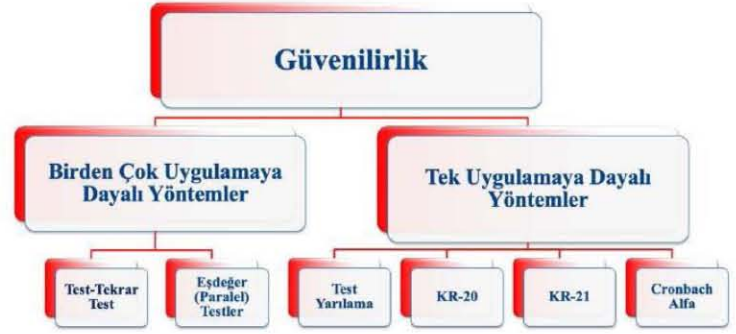 Güvenilirlik
Birden Çok Uygulamaya
Dayalı Yöntemler
Tek Uygulamaya Dayalı
Yöntemler
Test-Tekrar
Test
Eşdeğer
(Paralel)
Testler
Test
Yarılama
KR-20
KR-21
Cronbach
Alfa